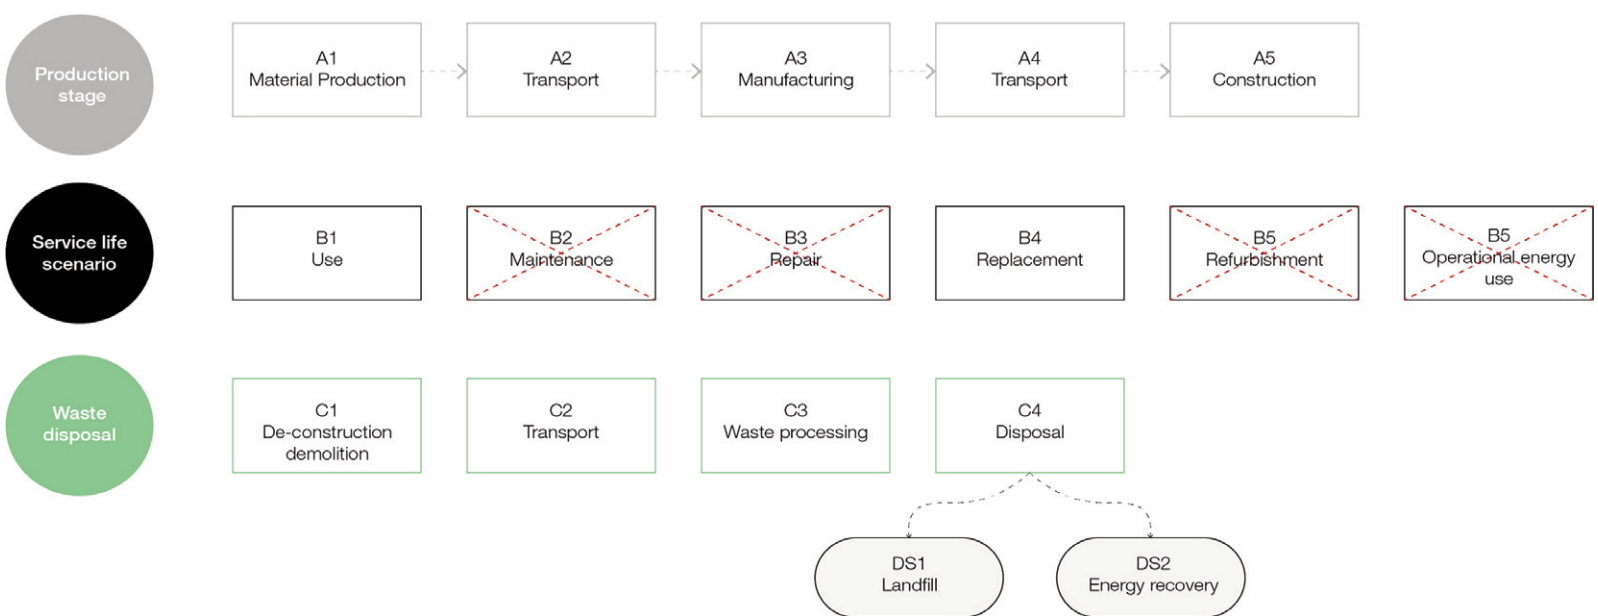 Production
stage
A1
Material Production
A2
Transport
A3
Manufacturing
A4
Transport
A5
Construction
Service life
scenario
B1
Use
B2
Maintenance
B3
Repair
B4
Replacement
B5
Refurbishment
B5
Operational energy
use
Waste
disposal
C1
De-construction
demolition
C2
Transport
C3
Waste processing
C4
Disposal
DS1
Landfill
DS2
Energy recovery